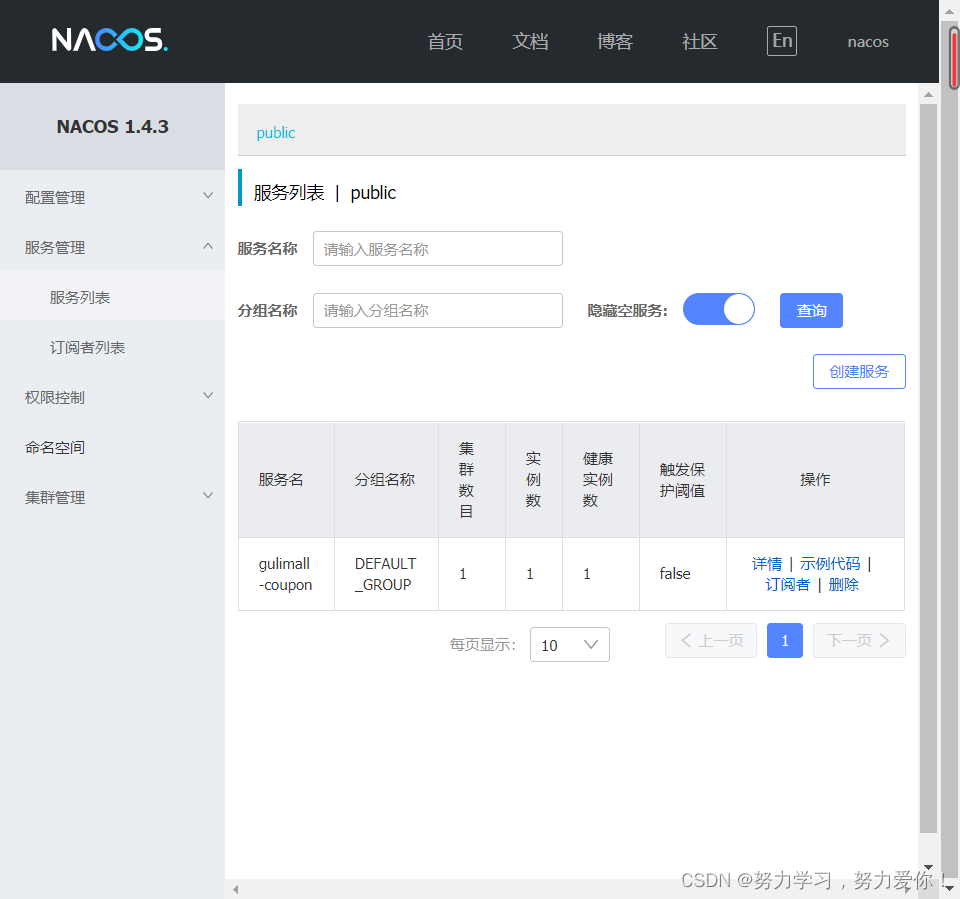 NACOS.
首页 文档 博客 社区 En nacos
NACOS 1.4.3
配置管理
服务管理
服务列表
订阅者列表
权限控制
命名空间
集群管理
public
服务列表 | public
服务名称 请输入服务名称
分组名称 请输入分组名称 隐藏空服务: 查询
创建服务
服务名 分组名称 集群数目 实例数 健康实例数 触发保护阈值 操作
gulimall-coupon DEFAULT_GROUP 1 1 1 false 详情 | 示例代码 | 订阅者 | 删除
每页显示: 10 上一页 1 下一页
CSDN @努力学习，努力爱你！